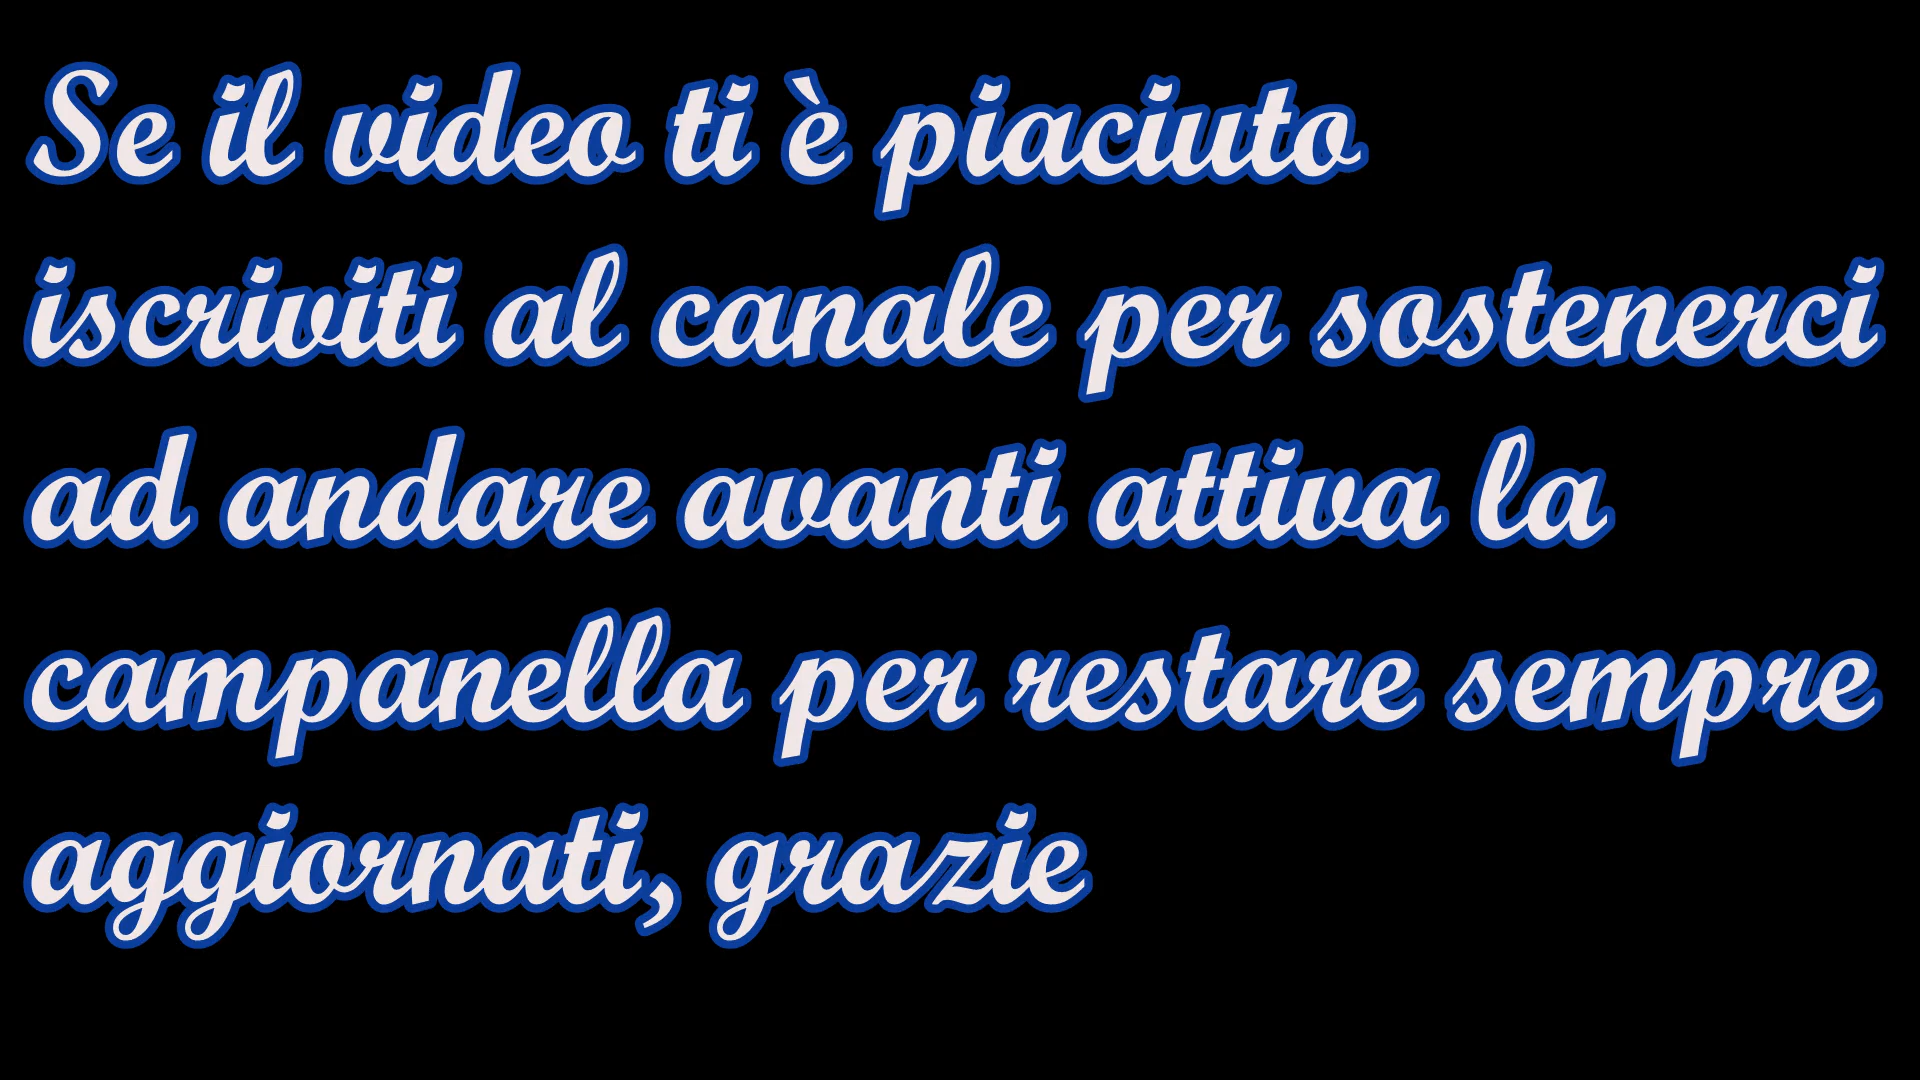 Se il video ti è piaciuto
iscriviti al canale per sostenerci
ad andare avanti attiva la
campanella per restare sempre
aggiornati, grazie